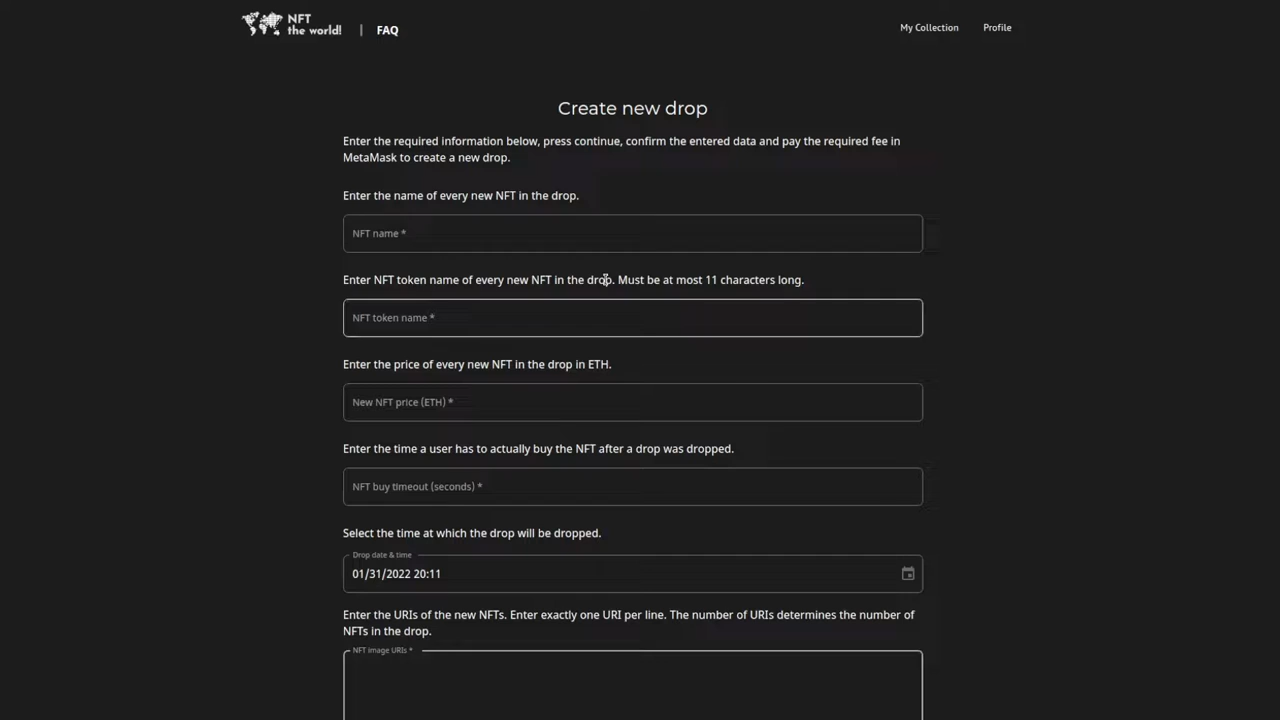 NFT
the world!
| FAQ
My Collection
Profile
Create new drop
Enter the required information below, press continue, confirm the entered data and pay the required fee in
MetaMask to create a new drop.
Enter the name of every new NFT in the drop.
NFT name *
Enter NFT token name of every new NFT in the drop. Must be at most 11 characters long.
NFT token name *
Enter the price of every new NFT in the drop in ETH.
New NFT price (ETH) *
Enter the time a user has to actually buy the NFT after a drop was dropped.
NFT buy timeout (seconds) *
Select the time at which the drop will be dropped.
Drop date & time
01/31/2022 20:11
Enter the URIs of the new NFTs. Enter exactly one URI per line. The number of URIs determines the number of
NFTs in the drop.
NFT image URIs *